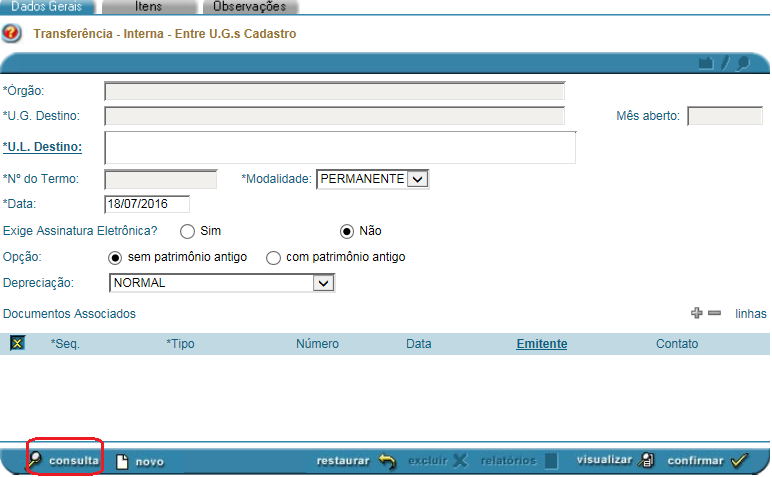 Dados Gerais Itens Observações
Transferência - Interna - Entre U.G.s Cadastro
*Órgão:
*U.G. Destino: Mês aberto:
*U.L. Destino:
*Nº do Termo: *Modalidade: PERMANENTE
*Data: 18/07/2016
Exige Assinatura Eletrônica? Sim Não
Opção: sem patrimônio antigo com patrimônio antigo
Depreciação: NORMAL
Documentos Associados linhas
*Seq. *Tipo Número Data Emitente Contato
consulta novo restaurar excluir relatórios visualizar confirmar